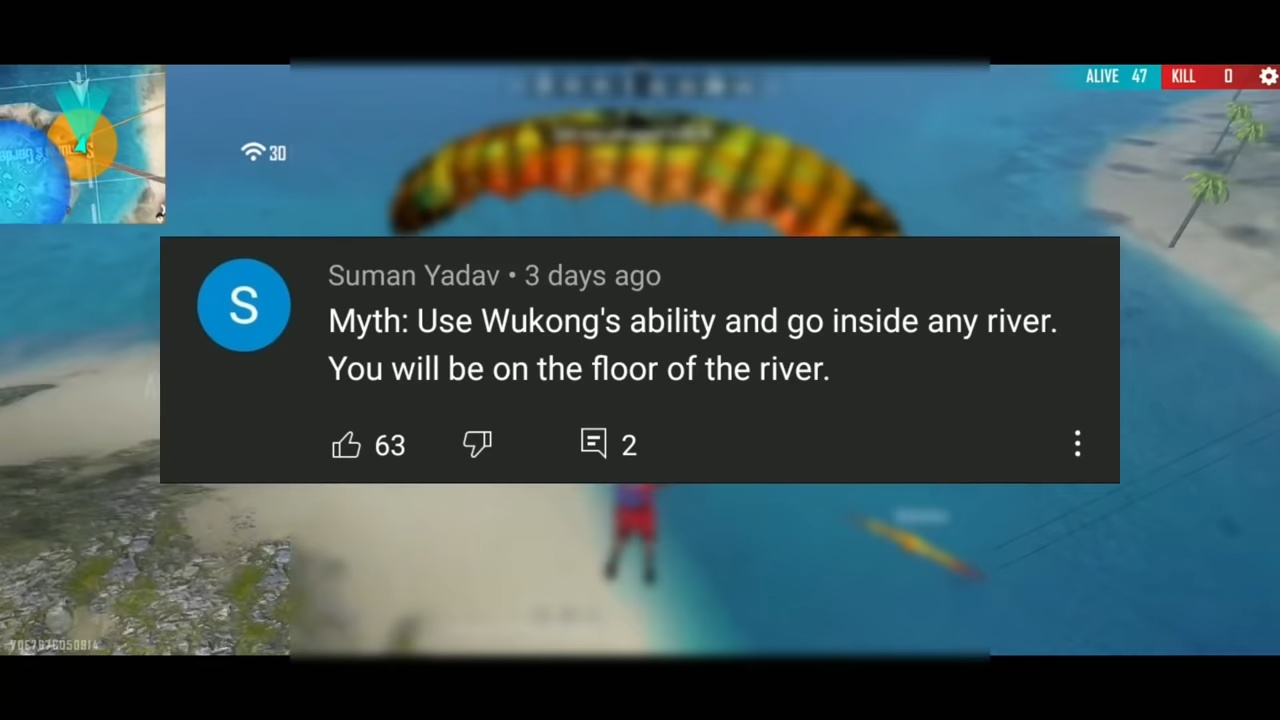 ALIVE 47 KILL 0
30
S
Suman Yadav • 3 days ago
Myth: Use Wukong's ability and go inside any river.
You will be on the floor of the river.
63 2